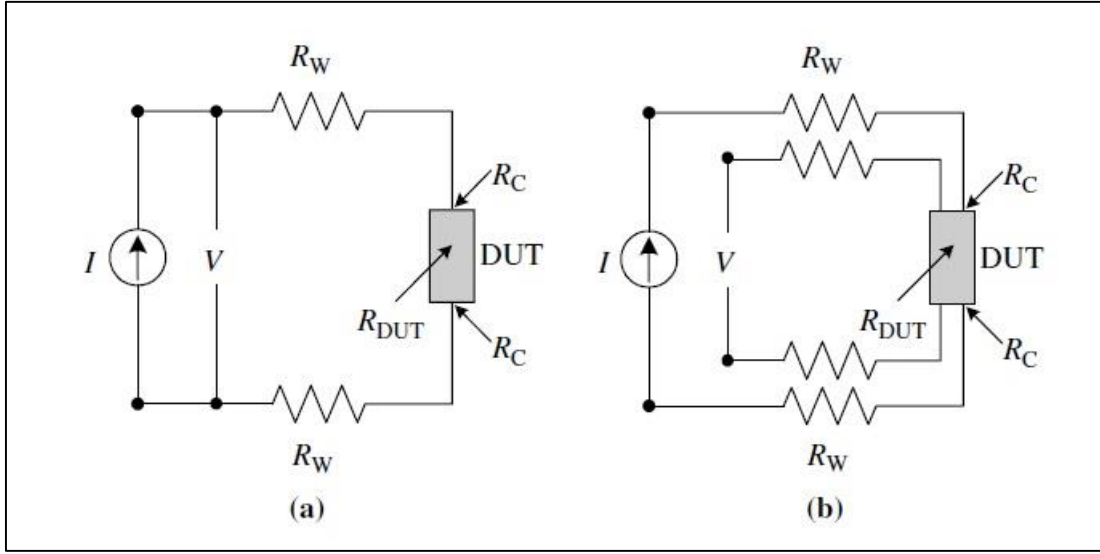 R_W
R_C
I
V
DUT
R_DUT
R_C
R_W
(a)
R_W
R_C
I
V
DUT
R_DUT
R_C
R_W
(b)